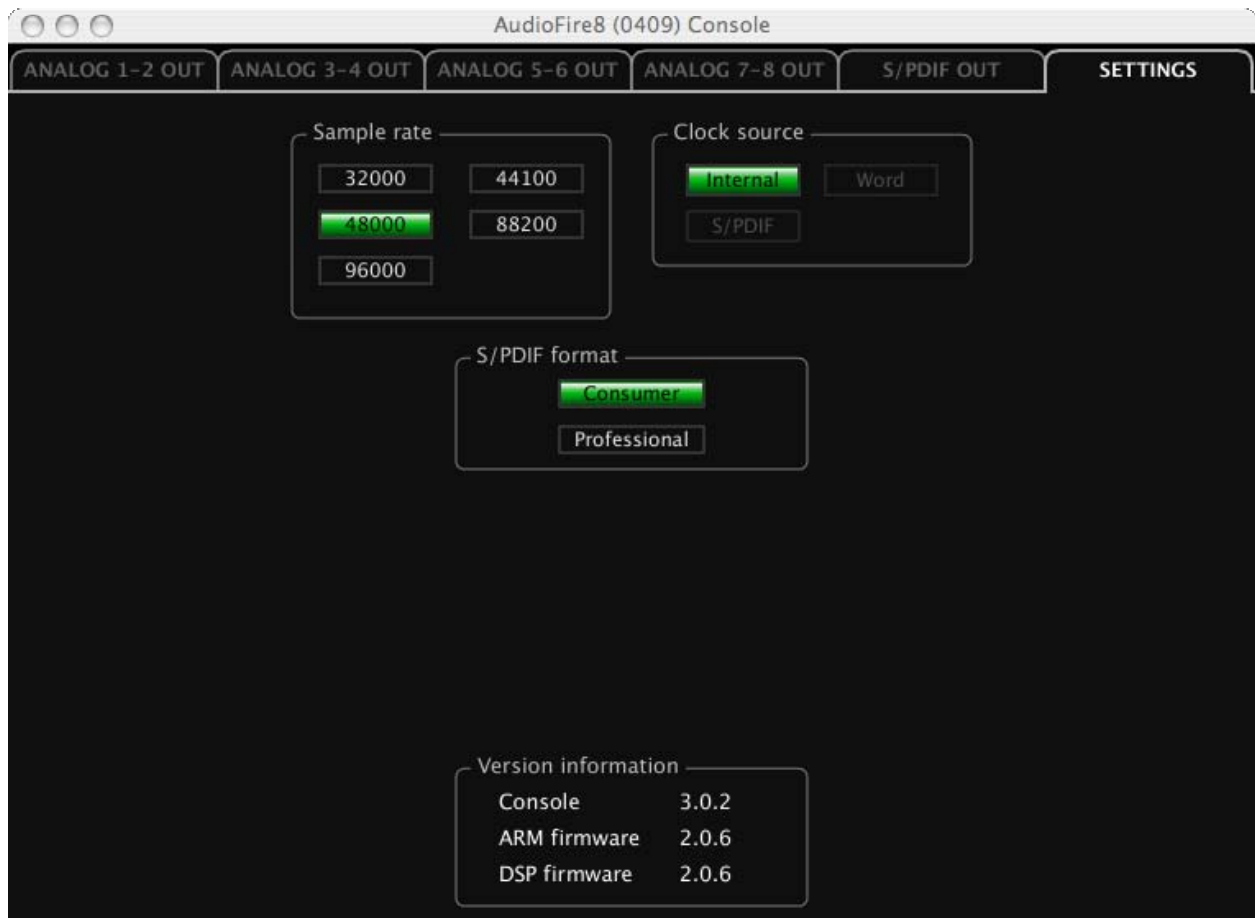 AudioFire8 (0409) Console
ANALOG 1-2 OUT ANALOG 3-4 OUT ANALOG 5-6 OUT ANALOG 7-8 OUT S/PDIF OUT SETTINGS
Sample rate
32000 44100
48000 88200
96000
Clock source
Internal Word
S/PDIF
S/PDIF format
Consumer
Professional
Version information
Console 3.0.2
ARM firmware 2.0.6
DSP firmware 2.0.6